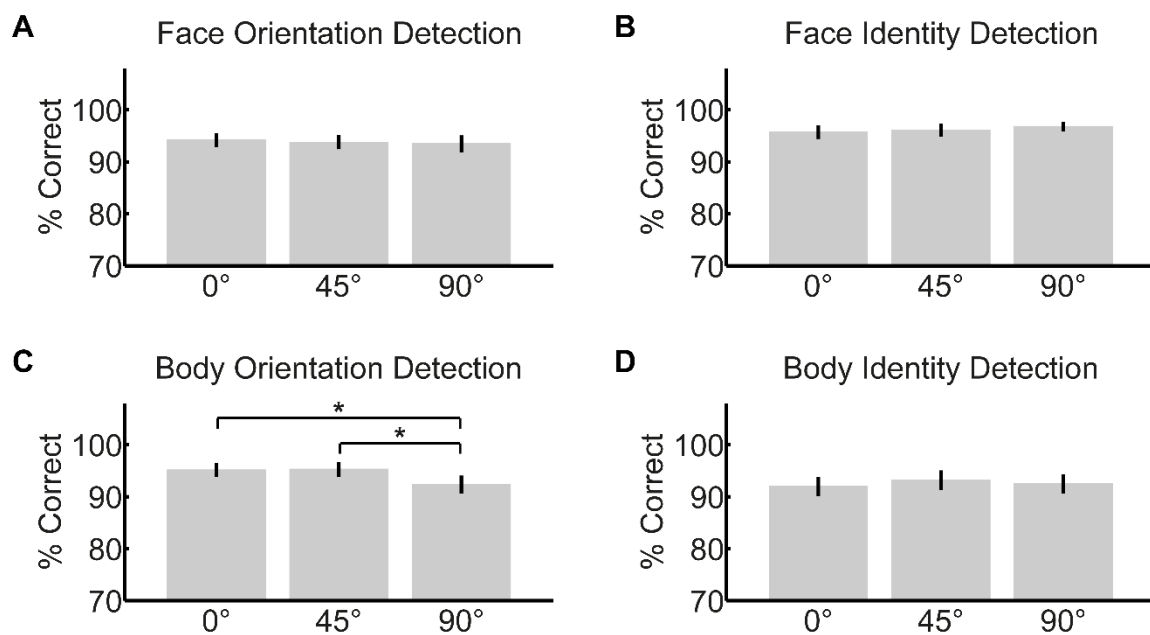 A Face Orientation Detection
% Correct
100
90
80
70
0° 45° 90°
B Face Identity Detection
% Correct
100
90
80
70
0° 45° 90°
C Body Orientation Detection
% Correct
100
90
80
70
*
*
0° 45° 90°
D Body Identity Detection
% Correct
100
90
80
70
0° 45° 90°